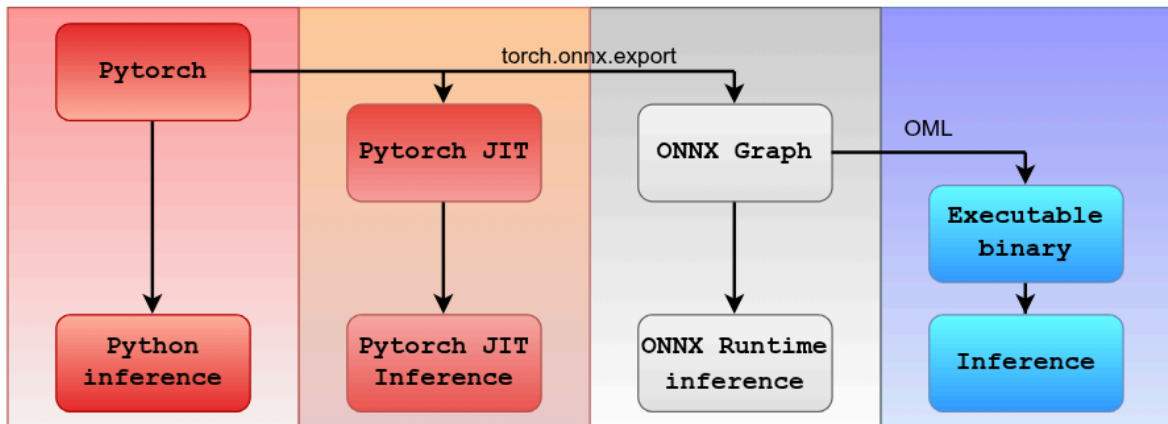 Pytorch
torch.onnx.export
Pytorch JIT
ONNX Graph
OML
Executable
binary
Python
inference
Pytorch JIT
Inference
ONNX Runtime
inference
Inference